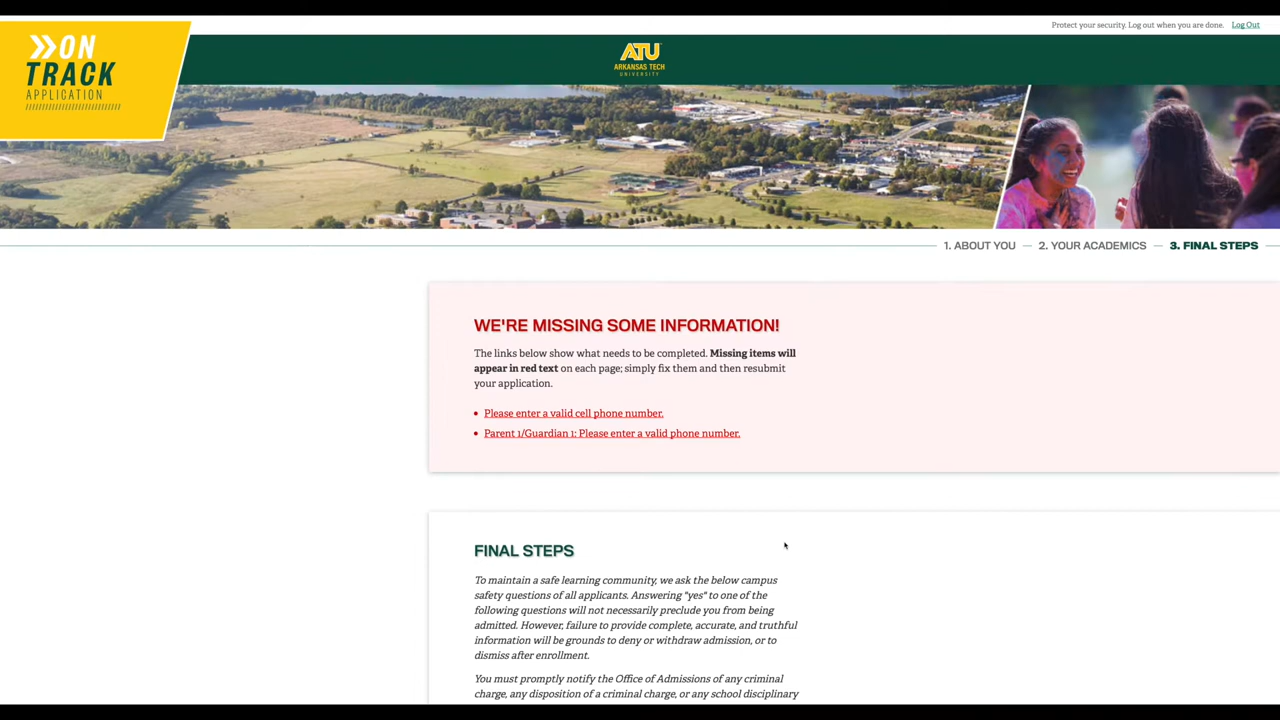 Protect your security. Log out when you are done. Log Out
ON
TRACK
APPLICATION
ATU
ARKANSAS TECH
UNIVERSITY
1. ABOUT YOU — 2. YOUR ACADEMICS — 3. FINAL STEPS
WE'RE MISSING SOME INFORMATION!
The links below show what needs to be completed. Missing items will
appear in red text on each page; simply fix them and then resubmit
your application.
• Please enter a valid cell phone number.
• Parent 1/Guardian 1: Please enter a valid phone number.
FINAL STEPS
To maintain a safe learning community, we ask the below campus
safety questions of all applicants. Answering "yes" to one of the
following questions will not necessarily preclude you from being
admitted. However, failure to provide complete, accurate, and truthful
information will be grounds to deny or withdraw admission, or to
dismiss after enrollment.
You must promptly notify the Office of Admissions of any criminal
charge, any disposition of a criminal charge, or any school disciplinary